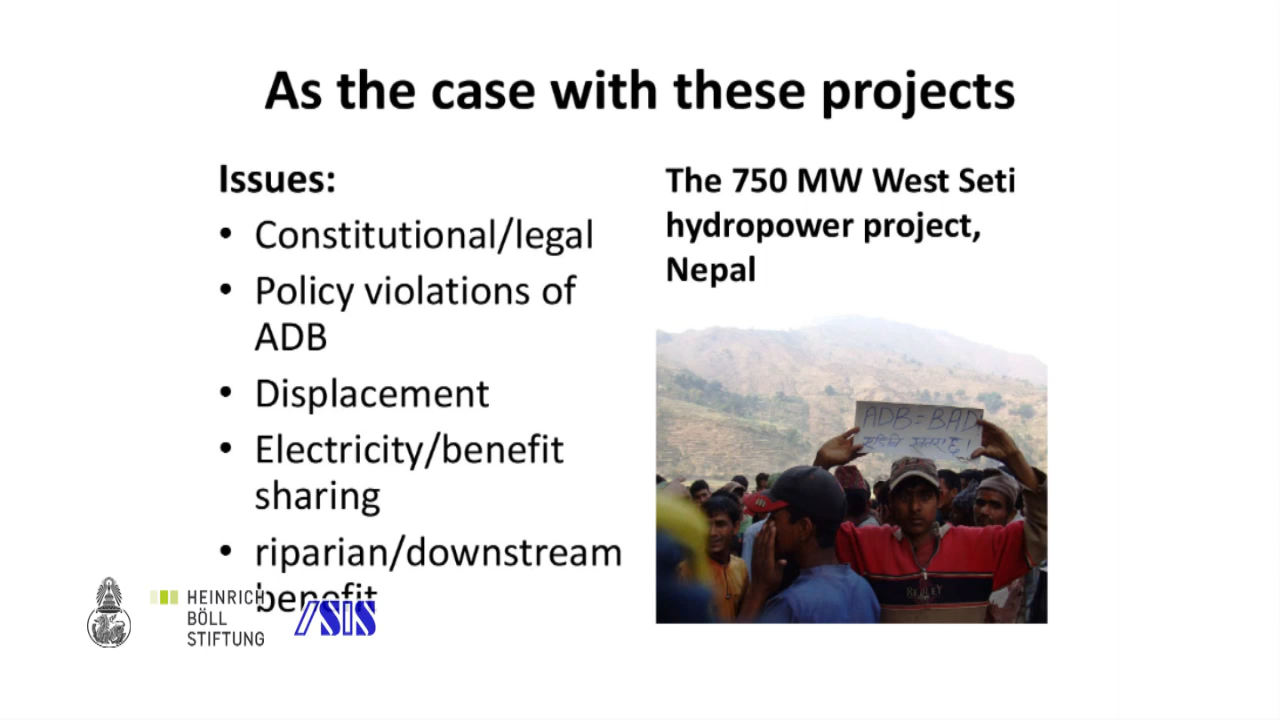 As the case with these projects
Issues:
• Constitutional/legal
• Policy violations of
ADB
• Displacement
• Electricity/benefit
sharing
• riparian/downstream
benefit
The 750 MW West Seti
hydropower project,
Nepal
ADB=BAD
HEINRICH
BÖLL
STIFTUNG
ISIS